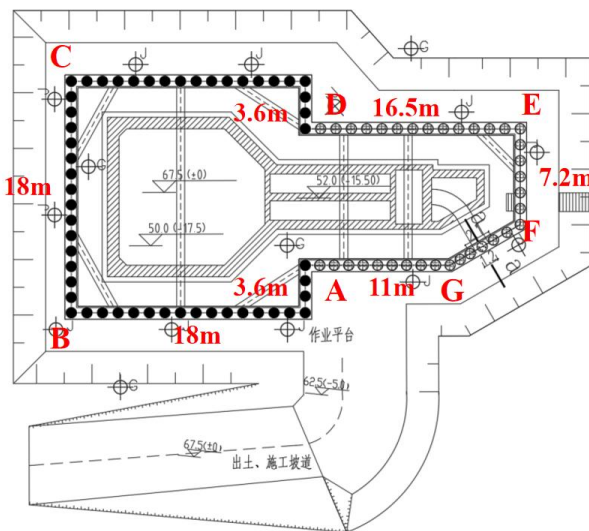 C
J
J
G
J
3.6m
D
16.5m
E
J
J
67.5 (±0)
52.0 (-15.50)
18m
G
7.2m
J
50.0 (-17.5)
F
G
3.6m
A
11m
G
J
B
J
18m
J
J
作业平台
G
62.5(-5.0)
67.5(±0)
出土、施工坡道